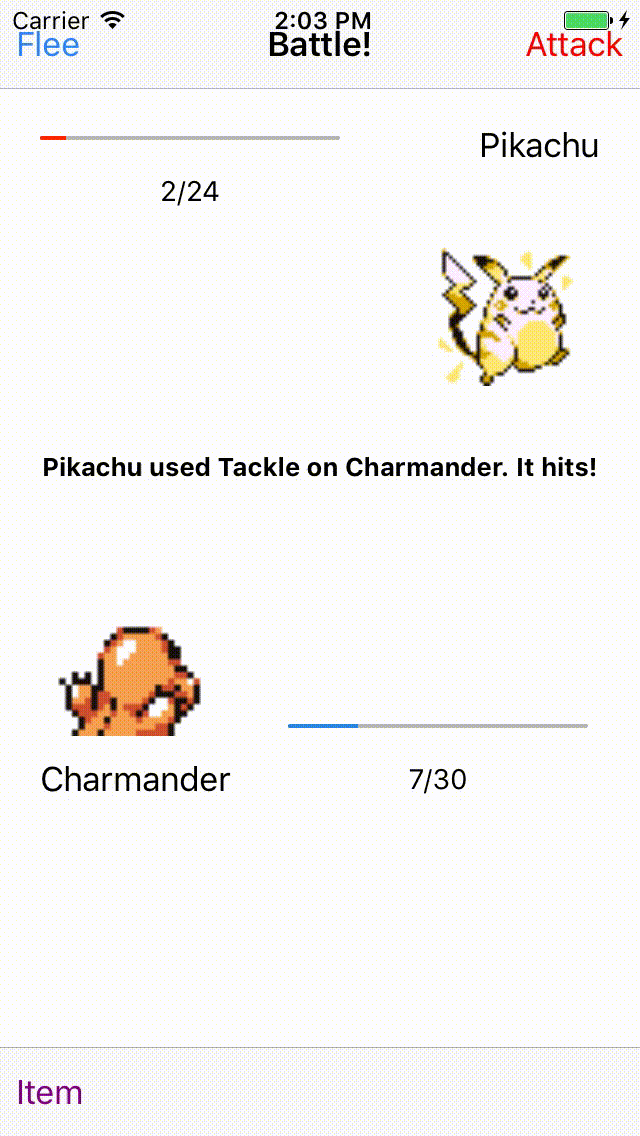 Carrier 2:03 PM
Flee Battle! Attack
Pikachu
2/24
Pikachu used Tackle on Charmander. It hits!
Charmander 7/30
Item